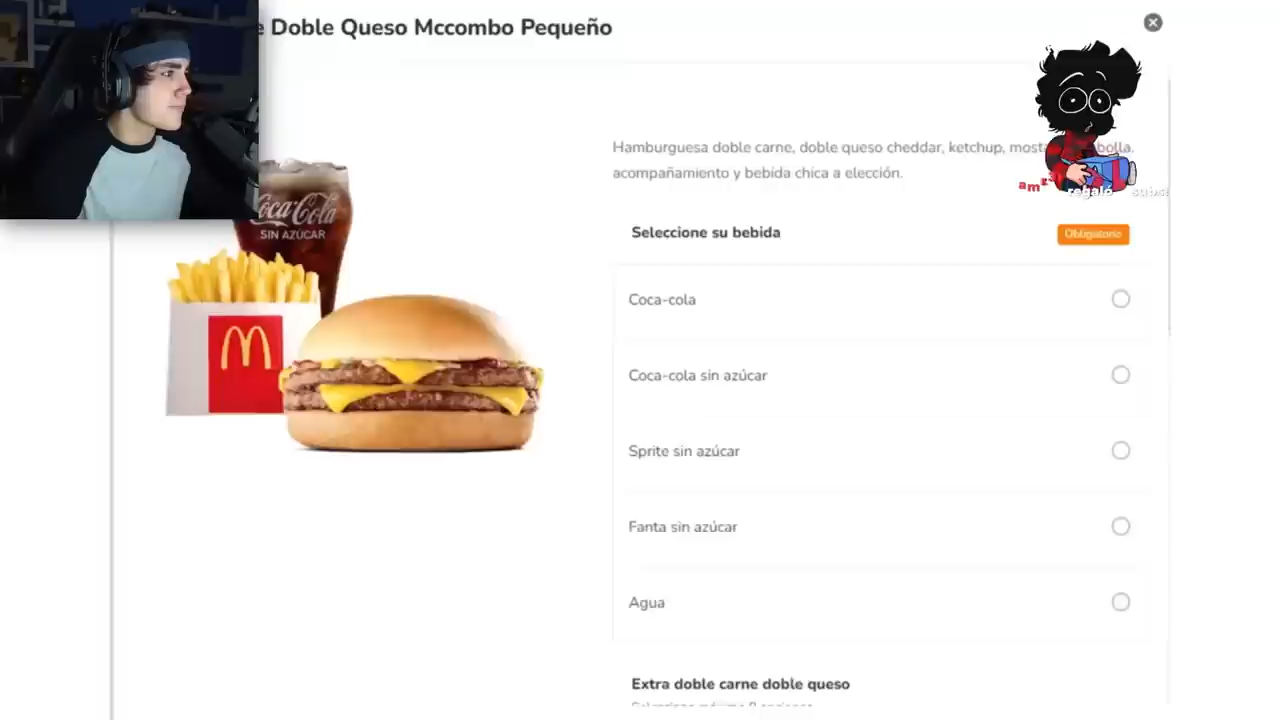 Doble Queso Mccombo Pequeño
Hamburguesa doble carne, doble queso cheddar, ketchup,
acompañamiento y bebida chica a elección.
regaló
Coca-Cola
SIN AZÚCAR
Seleccione su bebida
Obligatorio
Coca-cola
Coca-cola sin azúcar
Sprite sin azúcar
Fanta sin azúcar
Agua
Extra doble carne doble queso